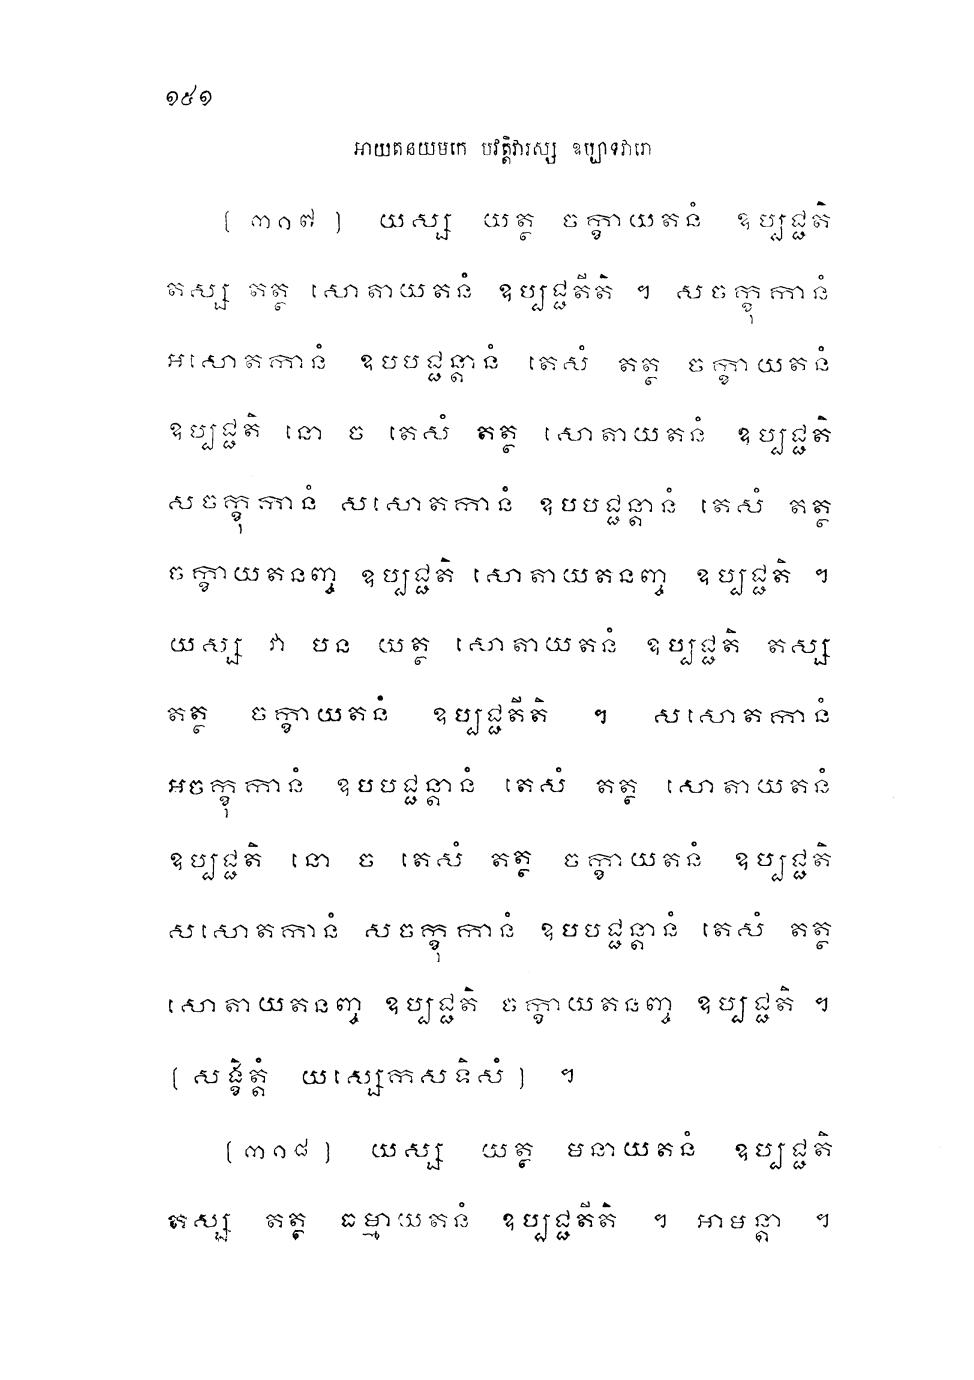 ១៥១
អាយតនយមកេ បវត្តិវារស្ស ឧប្បាទវារោ
[ ៣១៧ ] យស្ស យត្ថ ចក្ខាយតនំ ឧប្បជ្ជតិ
តស្ស តត្ថ សោតាយតនំ ឧប្បជ្ជតីតិ ។ សចក្ខុកានំ
អសោតកានំ ឧបបជ្ជន្តានំ តេសំ តត្ថ ចក្ខាយតនំ
ឧប្បជ្ជតិ នោ ច តេសំ តត្ថ សោតាយតនំ ឧប្បជ្ជតិ
សចក្ខុកានំ សសោតកានំ ឧបបជ្ជន្តានំ តេសំ តត្ថ
ចក្ខាយតនញ្ច ឧប្បជ្ជតិ សោតាយតនញ្ច ឧប្បជ្ជតិ ។
យស្ស វា បន យត្ថ សោតាយតនំ ឧប្បជ្ជតិ តស្ស
តត្ថ ចក្ខាយតនំ ឧប្បជ្ជតីតិ ។ សសោតកានំ
អចក្ខុកានំ ឧបបជ្ជន្តានំ តេសំ តត្ថ សោតាយតនំ
ឧប្បជ្ជតិ នោ ច តេសំ តត្ថ ចក្ខាយតនំ ឧប្បជ្ជតិ
សសោតកានំ សចក្ខុកានំ ឧបបជ្ជន្តានំ តេសំ តត្ថ
សោតាយតនញ្ច ឧប្បជ្ជតិ ចក្ខាយតនញ្ច ឧប្បជ្ជតិ ។
[ សង្ខិត្តំ យស្សេកសទិសំ ] ។
[ ៣១៨ ] យស្ស យត្ថ មនាយតនំ ឧប្បជ្ជតិ
តស្ស តត្ថ ធម្មាយតនំ ឧប្បជ្ជតីតិ ។ អាមន្តា ។